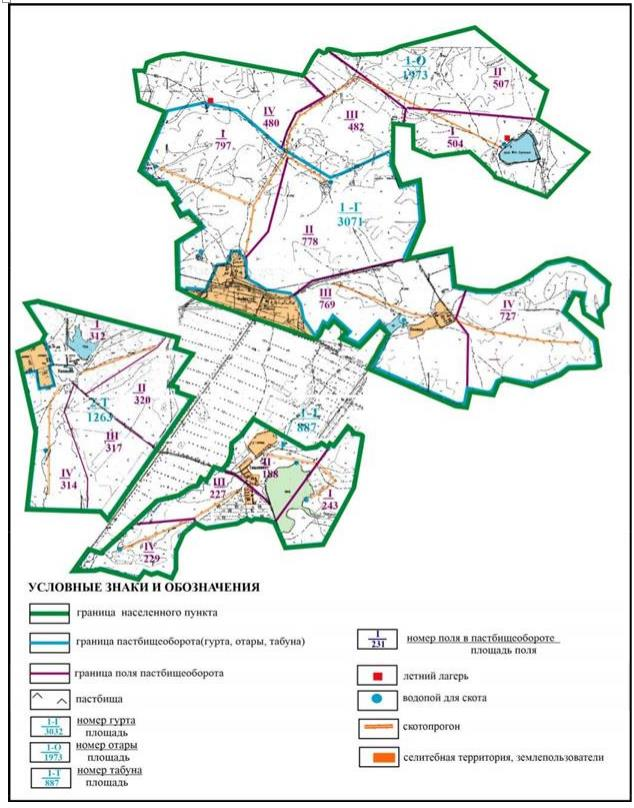 1-О
1973
II
507
IV
480
III
482
I
797
I
504
1-Г
3071
II
778
III
769
IV
727
I
312
II
320
2-Т
1263
III
317
IV
314
1-Т
887
II
188
III
227
I
243
IV
229
УСЛОВНЫЕ ЗНАКИ И ОБОЗНАЧЕНИЯ
граница населенного пункта
граница пастбищеоборота(гурта, отары, табуна)
граница поля пастбищеоборота
пастбища
1-Г
3032
номер гурта
площадь
1-О
1973
номер отары
площадь
1-Т
887
номер табуна
площадь
I
231
номер поля в пастбищеобороте
площадь поля
летний лагерь
водопой для скота
скотопрогон
селитебная территория, землепользователи